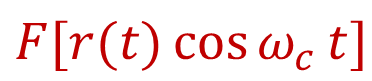 F[r(t) cos ω_c t]